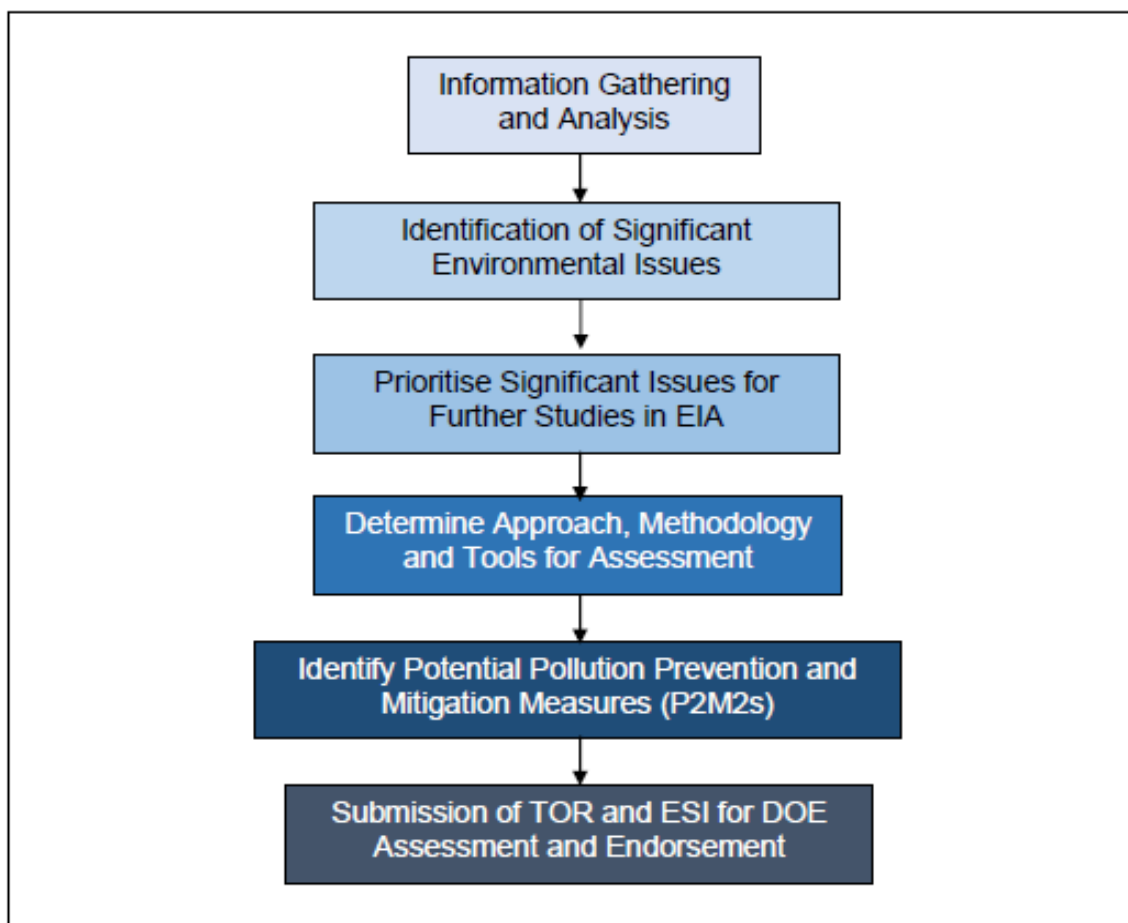 Information Gathering
and Analysis
Identification of Significant
Environmental Issues
Prioritise Significant Issues for
Further Studies in EIA
Determine Approach, Methodology
and Tools for Assessment
Identify Potential Pollution Prevention and
Mitigation Measures (P2M2s)
Submission of TOR and ESI for DOE
Assessment and Endorsement